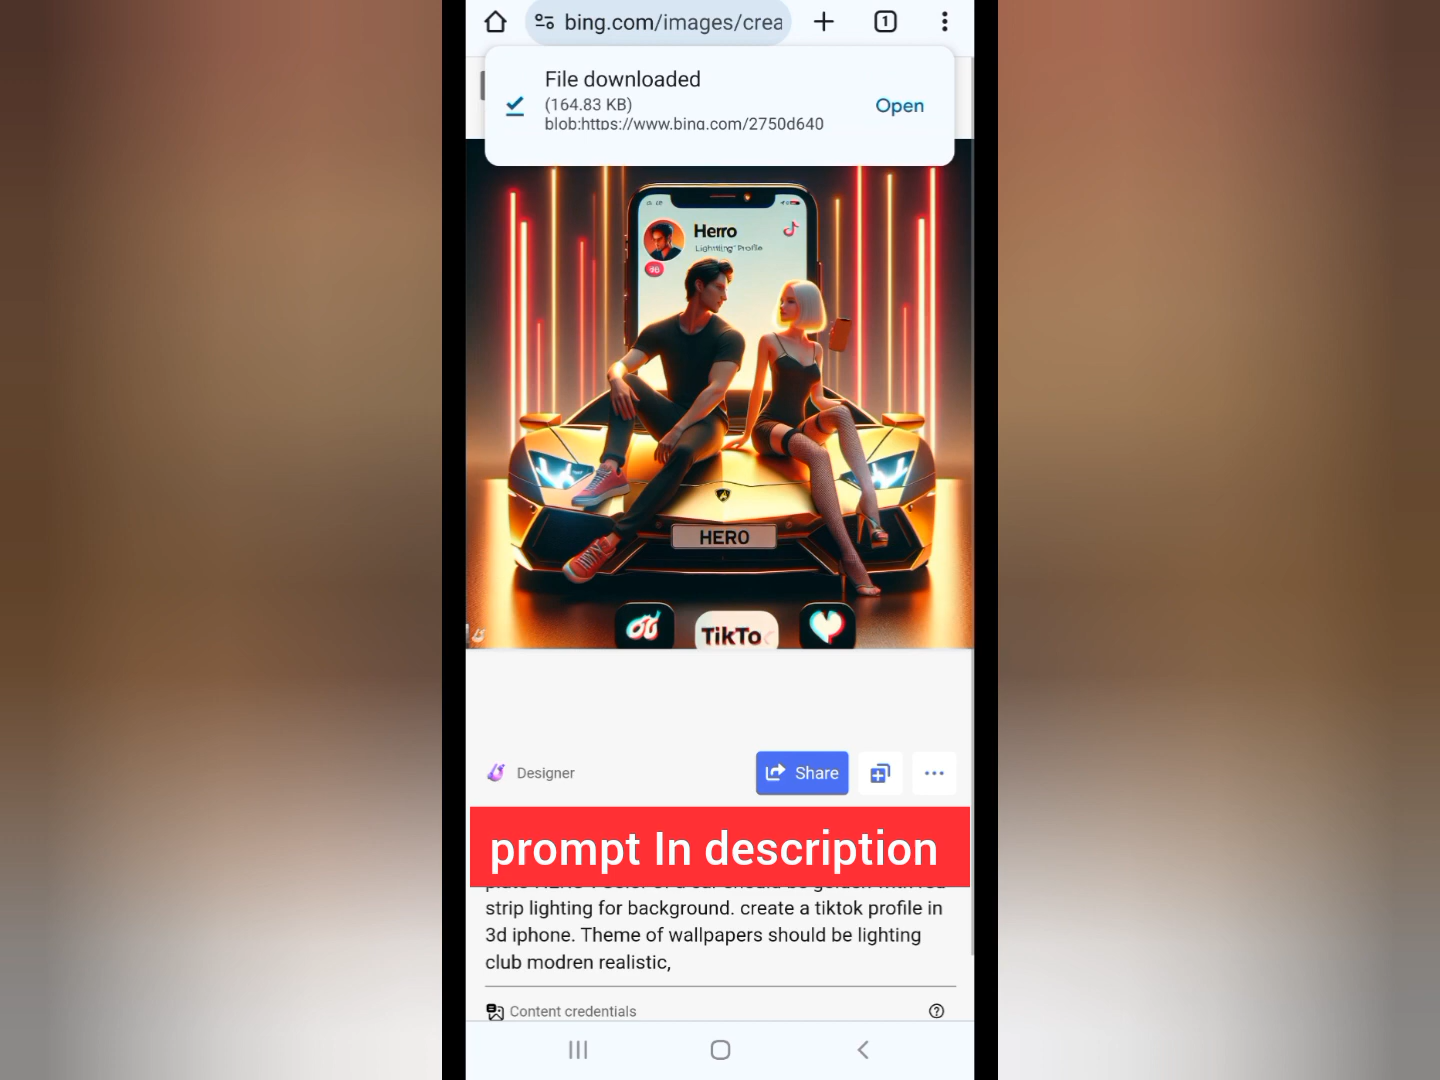 bing.com/images/crea
1
File downloaded
(164.83 KB)
Open
blob:https://www.bing.com/2750d640
Herro
Lightlling' Profile
46
HERO
TikTo
Designer
Share
prompt In description
strip lighting for background. create a tiktok profile in
3d iphone. Theme of wallpapers should be lighting
club modren realistic,
Content credentials